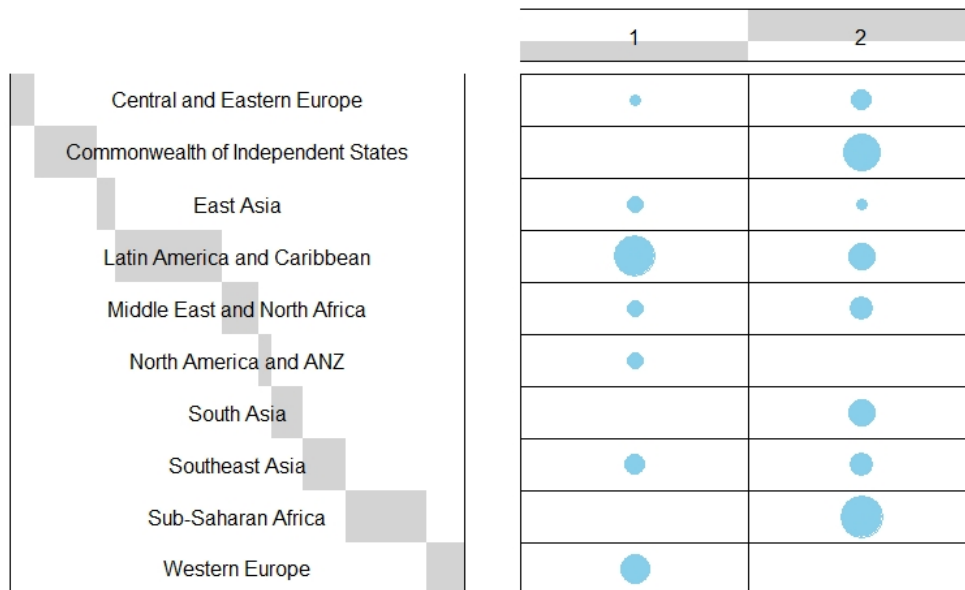 1
2
Central and Eastern Europe
Commonwealth of Independent States
East Asia
Latin America and Caribbean
Middle East and North Africa
North America and ANZ
South Asia
Southeast Asia
Sub-Saharan Africa
Western Europe